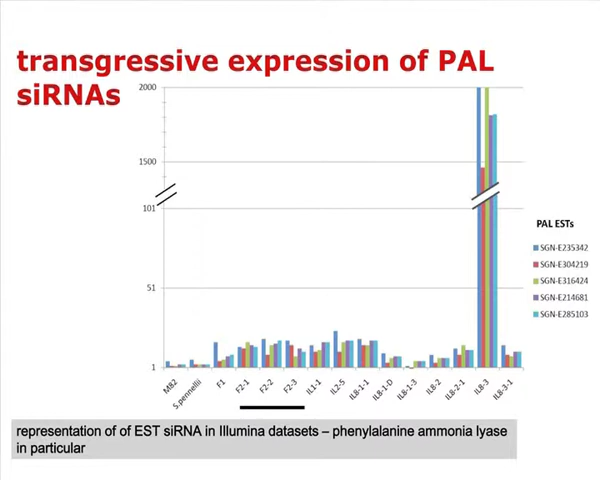 transgressive expression of PAL
siRNAs
2000
1500
101
51
1
PAL ESTs
SGN-E235342
SGN-E304219
SGN-E316424
SGN-E214681
SGN-E285103
M82
S.pennellii
F1
F2-1
F2-2
F2-3
IL1-1
IL2-5
IL8-1-1
IL8-1-D
IL8-1-3
IL8-2
IL8-2-1
IL8-3
IL8-3-1
representation of of EST siRNA in Illumina datasets – phenylalanine ammonia lyase
in particular